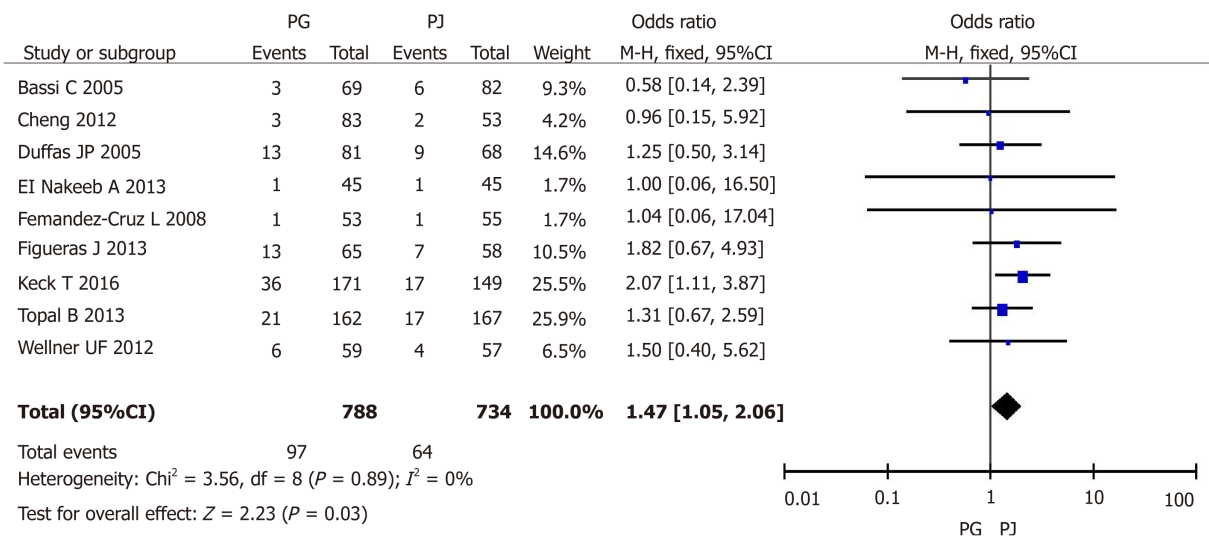 PG PJ Odds ratio Odds ratio
Study or subgroup Events Total Events Total Weight M-H, fixed, 95%CI M-H, fixed, 95%CI
Bassi C 2005 3 69 6 82 9.3% 0.58 [0.14, 2.39]
Cheng 2012 3 83 2 53 4.2% 0.96 [0.15, 5.92]
Duffas JP 2005 13 81 9 68 14.6% 1.25 [0.50, 3.14]
EI Nakeeb A 2013 1 45 1 45 1.7% 1.00 [0.06, 16.50]
Femandez-Cruz L 2008 1 53 1 55 1.7% 1.04 [0.06, 17.04]
Figueras J 2013 13 65 7 58 10.5% 1.82 [0.67, 4.93]
Keck T 2016 36 171 17 149 25.5% 2.07 [1.11, 3.87]
Topal B 2013 21 162 17 167 25.9% 1.31 [0.67, 2.59]
Wellner UF 2012 6 59 4 57 6.5% 1.50 [0.40, 5.62]
Total (95%CI) 788 734 100.0% 1.47 [1.05, 2.06]
Total events 97 64
Heterogeneity: Chi² = 3.56, df = 8 (P = 0.89); I² = 0%
Test for overall effect: Z = 2.23 (P = 0.03)
0.01 0.1 1 10 100
PG PJ